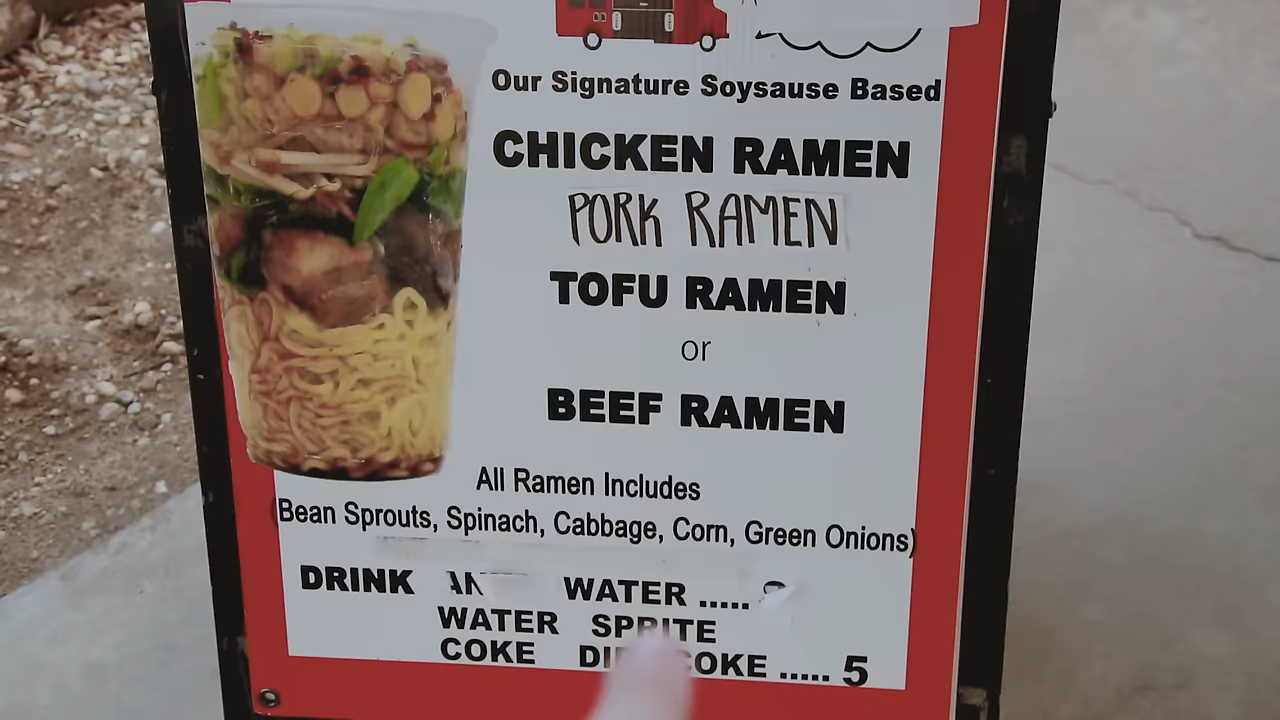 Our Signature Soysause Based
CHICKEN RAMEN
PORK RAMEN
TOFU RAMEN
or
BEEF RAMEN
All Ramen Includes
Bean Sprouts, Spinach, Cabbage, Corn, Green Onions)
DRINK WATER .....
WATER SPRITE
COKE COKE ..... 5